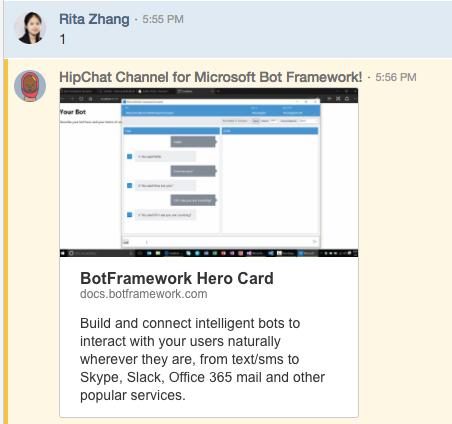 Rita Zhang · 5:55 PM
1
HipChat Channel for Microsoft Bot Framework! · 5:56 PM
Your Bot
BotFramework Hero Card
docs.botframework.com
Build and connect intelligent bots to
interact with your users naturally
wherever they are, from text/sms to
Skype, Slack, Office 365 mail and other
popular services.